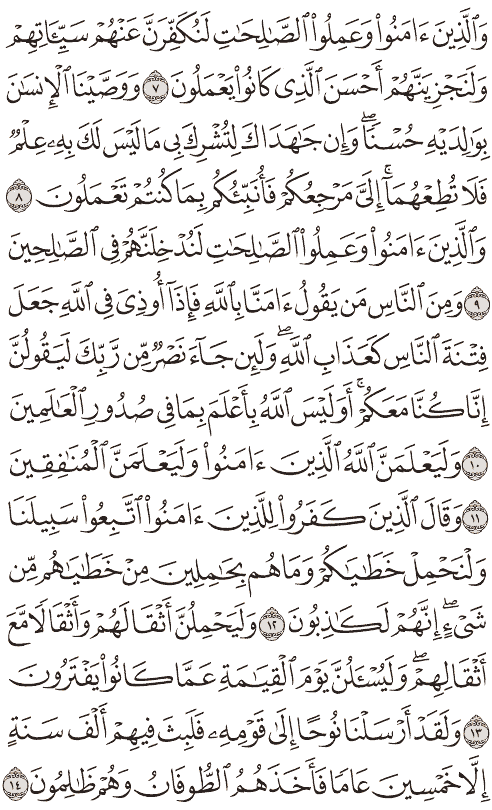 وَٱلَّذِينَ ءَامَنُوا۟ وَعَمِلُوا۟ ٱلصَّـٰلِحَـٰتِ لَنُكَفِّرَنَّ عَنْهُمْ سَيِّـَٔاتِهِمْ
وَلَنَجْزِيَنَّهُمْ أَحْسَنَ ٱلَّذِى كَانُوا۟ يَعْمَلُونَ ٧ وَوَصَّيْنَا ٱلْإِنسَـٰنَ
بِوَٰلِدَيْهِ حُسْنًا ۖ وَإِن جَـٰهَدَاكَ لِتُشْرِكَ بِى مَا لَيْسَ لَكَ بِهِۦ عِلْمٌ
فَلَا تُطِعْهُمَآ ۚ إِلَىَّ مَرْجِعُكُمْ فَأُنَبِّئُكُم بِمَا كُنتُمْ تَعْمَلُونَ ٨
وَٱلَّذِينَ ءَامَنُوا۟ وَعَمِلُوا۟ ٱلصَّـٰلِحَـٰتِ لَنُدْخِلَنَّهُمْ فِى ٱلصَّـٰلِحِينَ
٩ وَمِنَ ٱلنَّاسِ مَن يَقُولُ ءَامَنَّا بِٱللَّهِ فَإِذَآ أُوذِىَ فِى ٱللَّهِ جَعَلَ
فِتْنَةَ ٱلنَّاسِ كَعَذَابِ ٱللَّهِ ۖ وَلَئِن جَآءَ نَصْرٌ مِّن رَّبِّكَ لَيَقُولُنَّ
إِنَّا كُنَّا مَعَكُمْ ۚ أَوَلَيْسَ ٱللَّهُ بِأَعْلَمَ بِمَا فِى صُدُورِ ٱلْعَـٰلَمِينَ
١٠ وَلَيَعْلَمَنَّ ٱللَّهُ ٱلَّذِينَ ءَامَنُوا۟ وَلَيَعْلَمَنَّ ٱلْمُنَـٰفِقِينَ
١١ وَقَالَ ٱلَّذِينَ كَفَرُوا۟ لِلَّذِينَ ءَامَنُوا۟ ٱتَّبِعُوا۟ سَبِيلَنَا
وَلْنَحْمِلْ خَطَـٰيَـٰكُمْ وَمَا هُم بِحَـٰمِلِينَ مِنْ خَطَـٰيَـٰهُم مِّن
شَىْءٍ ۖ إِنَّهُمْ لَكَـٰذِبُونَ ١٢ وَلَيَحْمِلُنَّ أَثْقَالَهُمْ وَأَثْقَالًا مَّعَ
أَثْقَالِهِمْ ۖ وَلَيُسْـَٔلُنَّ يَوْمَ ٱلْقِيَـٰمَةِ عَمَّا كَانُوا۟ يَفْتَرُونَ
١٣ وَلَقَدْ أَرْسَلْنَا نُوحًا إِلَىٰ قَوْمِهِۦ فَلَبِثَ فِيهِمْ أَلْفَ سَنَةٍ
إِلَّا خَمْسِينَ عَامًا فَأَخَذَهُمُ ٱلطُّوفَانُ وَهُمْ ظَـٰلِمُونَ ١٤